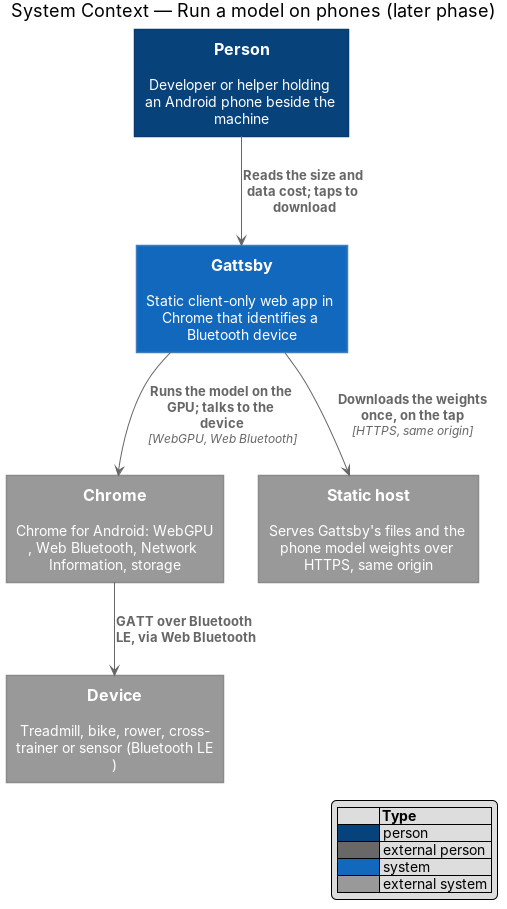 System Context — Run a model on phones (later phase)
Person
Developer or helper holding
an Android phone beside the
machine
Reads the size and
data cost; taps to
download
Gattsby
Static client-only web app in
Chrome that identifies a
Bluetooth device
Runs the model on the
GPU; talks to the
device
[WebGPU, Web Bluetooth]
Downloads the weights
once, on the tap
[HTTPS, same origin]
Chrome
Chrome for Android: WebGPU
, Web Bluetooth, Network
Information, storage
Static host
Serves Gattsby's files and the
phone model weights over
HTTPS, same origin
GATT over Bluetooth
LE, via Web Bluetooth
Device
Treadmill, bike, rower, cross-
trainer or sensor (Bluetooth LE
)
Type
person
external person
system
external system